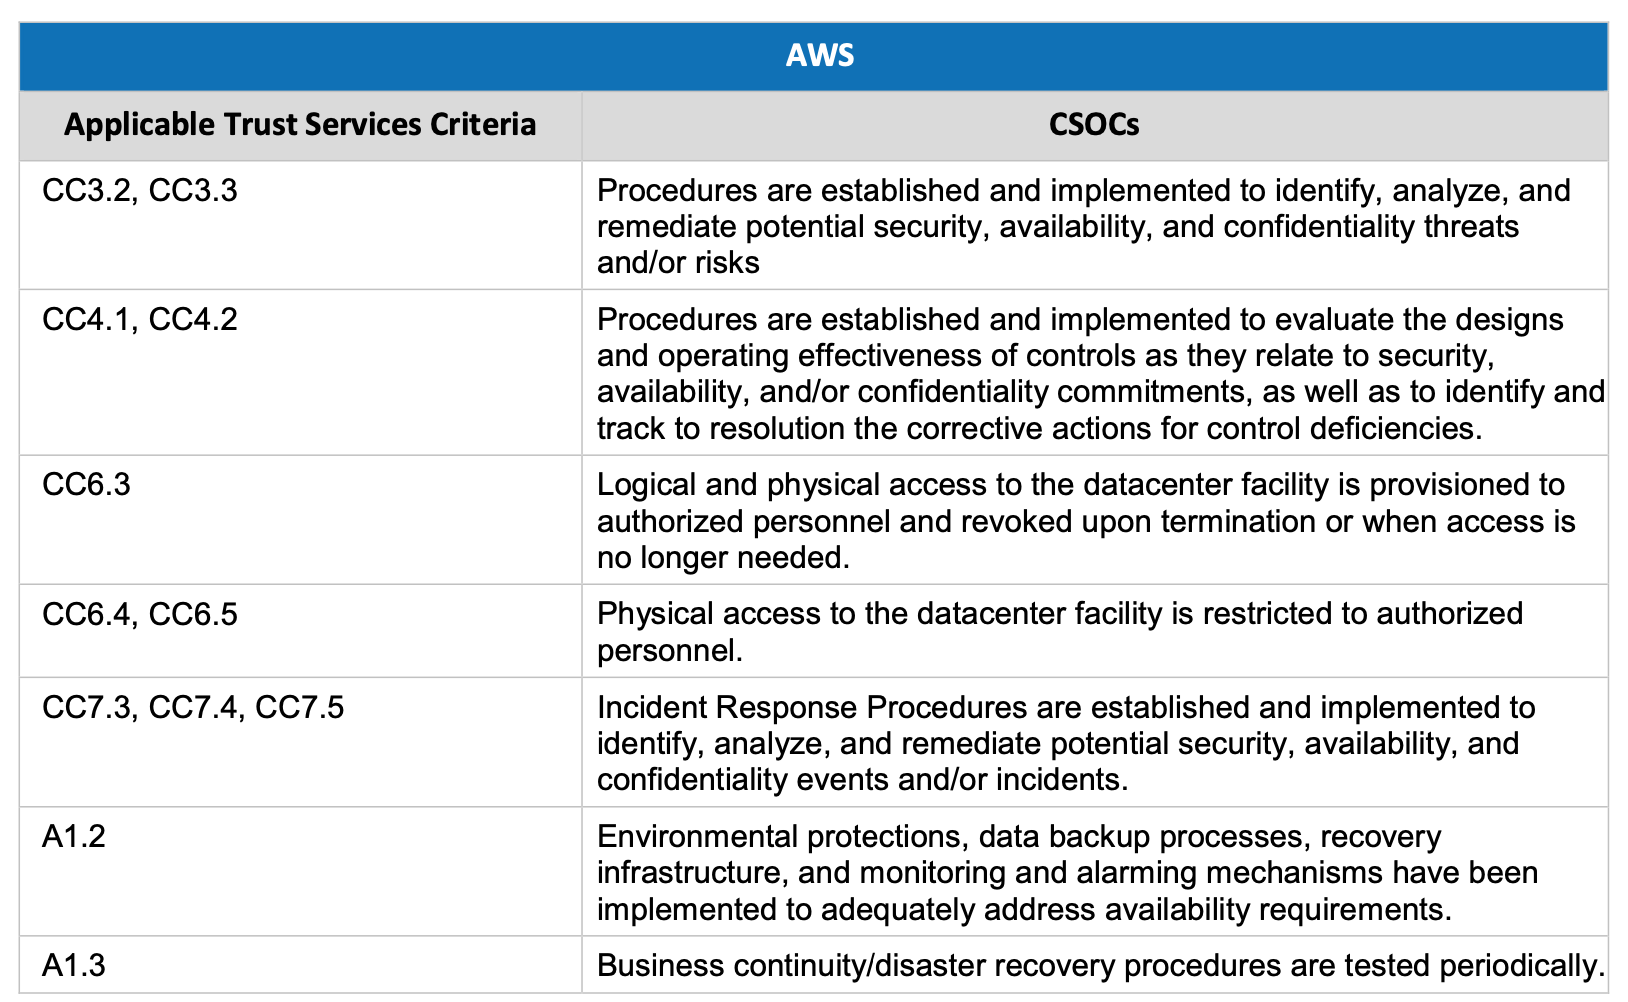 AWS
Applicable Trust Services Criteria
CSOCs
CC3.2, CC3.3
Procedures are established and implemented to identify, analyze, and
remediate potential security, availability, and confidentiality threats
and/or risks
CC4.1, CC4.2
Procedures are established and implemented to evaluate the designs
and operating effectiveness of controls as they relate to security,
availability, and/or confidentiality commitments, as well as to identify and
track to resolution the corrective actions for control deficiencies.
CC6.3
Logical and physical access to the datacenter facility is provisioned to
authorized personnel and revoked upon termination or when access is
no longer needed.
CC6.4, CC6.5
Physical access to the datacenter facility is restricted to authorized
personnel.
CC7.3, CC7.4, CC7.5
Incident Response Procedures are established and implemented to
identify, analyze, and remediate potential security, availability, and
confidentiality events and/or incidents.
A1.2
Environmental protections, data backup processes, recovery
infrastructure, and monitoring and alarming mechanisms have been
implemented to adequately address availability requirements.
A1.3
Business continuity/disaster recovery procedures are tested periodically.